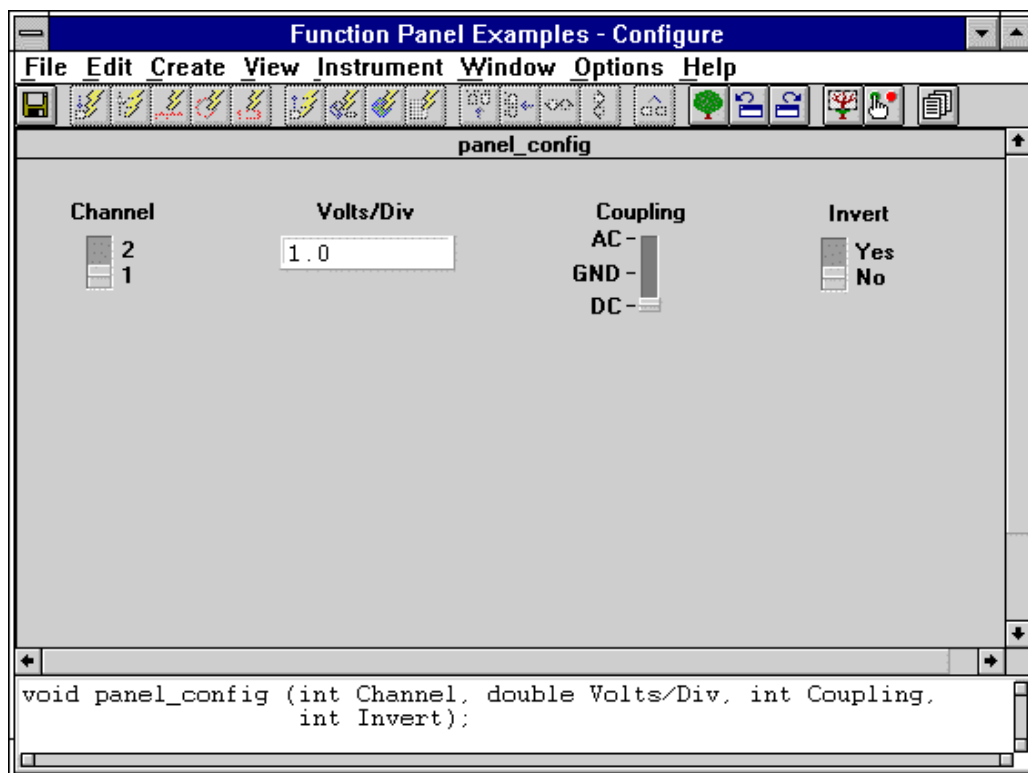 Function Panel Examples - Configure
File Edit Create View Instrument Window Options Help
panel_config
Channel
2
1
Volts/Div
1.0
Coupling
AC
GND
DC
Invert
Yes
No
void panel_config (int Channel, double Volts/Div, int Coupling,
int Invert);